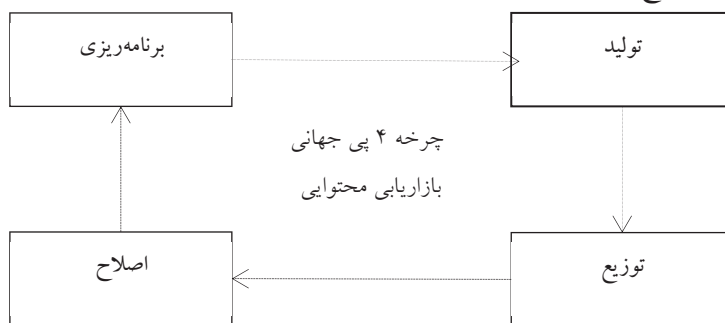 تولید
برنامه‌ریزی
چرخه ۴ پی جهانی
بازاریابی محتوایی
توزیع
اصلاح